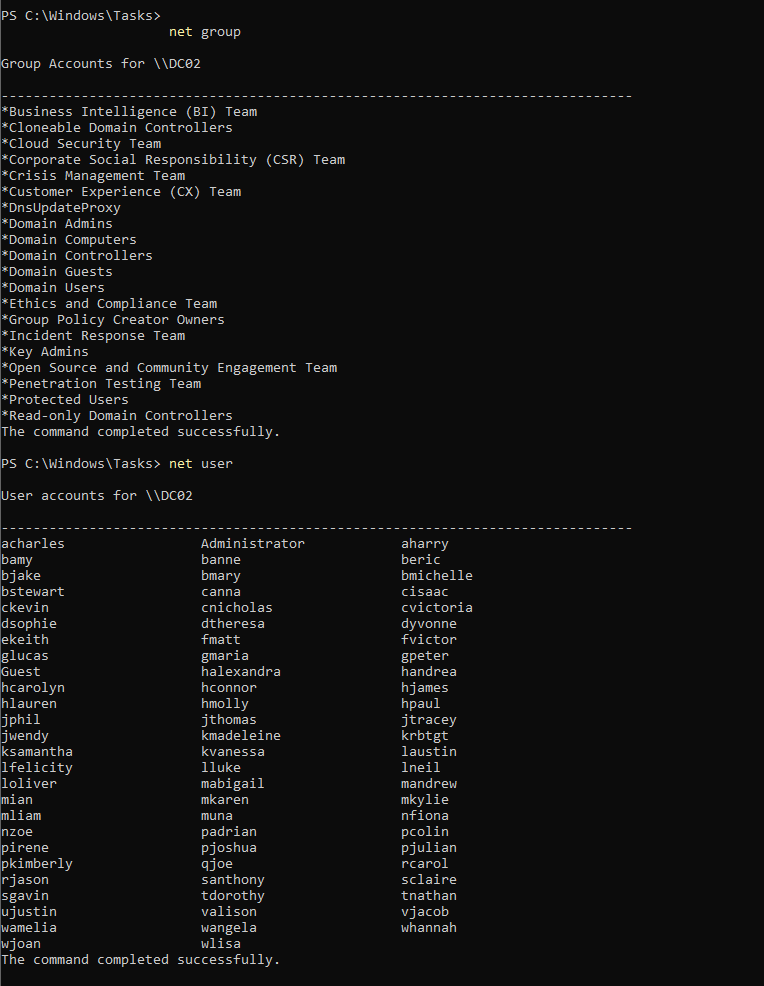 PS C:\Windows\Tasks>
net group
Group Accounts for \\DC02
-------------------------------------------------------------------------------
*Business Intelligence (BI) Team
*Cloneable Domain Controllers
*Cloud Security Team
*Corporate Social Responsibility (CSR) Team
*Crisis Management Team
*Customer Experience (CX) Team
*DnsUpdateProxy
*Domain Admins
*Domain Computers
*Domain Controllers
*Domain Guests
*Domain Users
*Ethics and Compliance Team
*Group Policy Creator Owners
*Incident Response Team
*Key Admins
*Open Source and Community Engagement Team
*Penetration Testing Team
*Protected Users
*Read-only Domain Controllers
The command completed successfully.
PS C:\Windows\Tasks> net user
User accounts for \\DC02
-------------------------------------------------------------------------------
acharles                 Administrator            aharry
bamy                     banne                    beric
bjake                    bmary                    bmichelle
bstewart                 canna                    cisaac
ckevin                   cnicholas                cvictoria
dsophie                  dtheresa                 dyvonne
ekeith                   fmatt                    fvictor
glucas                   gmaria                   gpeter
Guest                    halexandra               handrea
hcarolyn                 hconnor                  hjames
hlauren                  hmolly                   hpaul
jphil                    jthomas                  jtracey
jwendy                   kmadeleine               krbtgt
ksamantha                kvanessa                 laustin
lfelicity                lluke                    lneil
loliver                  mabigail                 mandrew
mian                     mkaren                   mkylie
mliam                    muna                     nfiona
nzoe                     padrian                  pcolin
pirene                   pjoshua                  pjulian
pkimberly                qjoe                     rcarol
rjason                   santhony                 sclaire
sgavin                   tdorothy                 tnathan
ujustin                  valison                  vjacob
wamelia                  wangela                  whannah
wjoan                    wlisa
The command completed successfully.